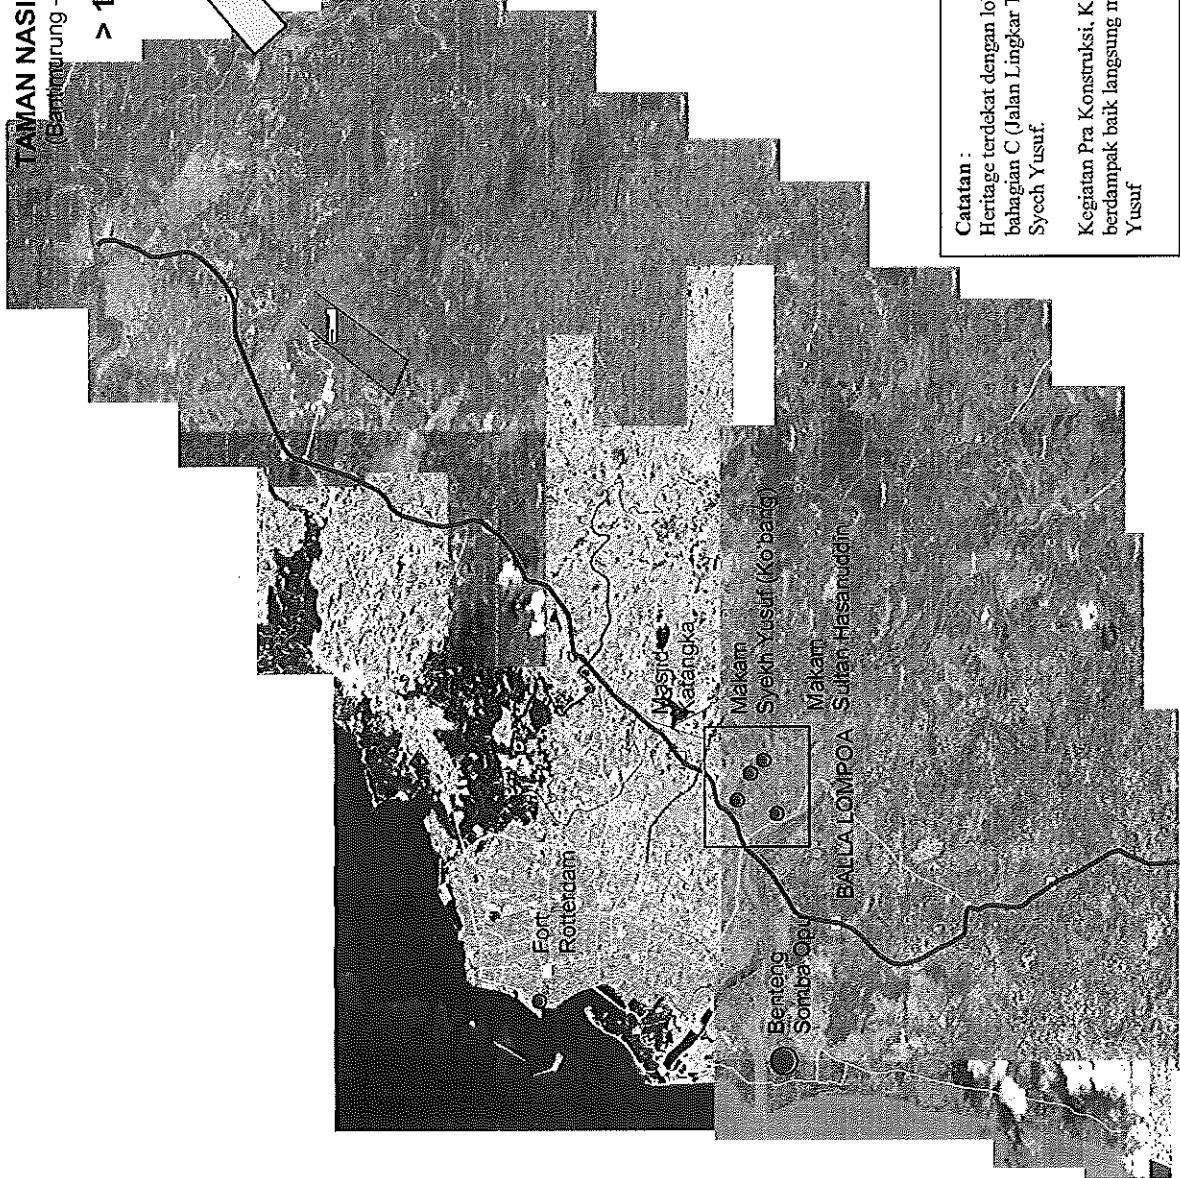 TAMAN NASI
(Bantimurung -
> 1
Masjid
Katangka
Makam
Syekh Yusuf (Ko'bang)
Makam
Sultan Hasanuddin
BALLA LOMPOA
Fort
Rotterdam
Benteng
Somba Opu
Catatan :
Heritage terdekat dengan lo
bahagian C (Jalan Lingkar
Syech Yusuf.
Kegiatan Pra Konstruksi, K
berdampak baik langsung m
Yusuf